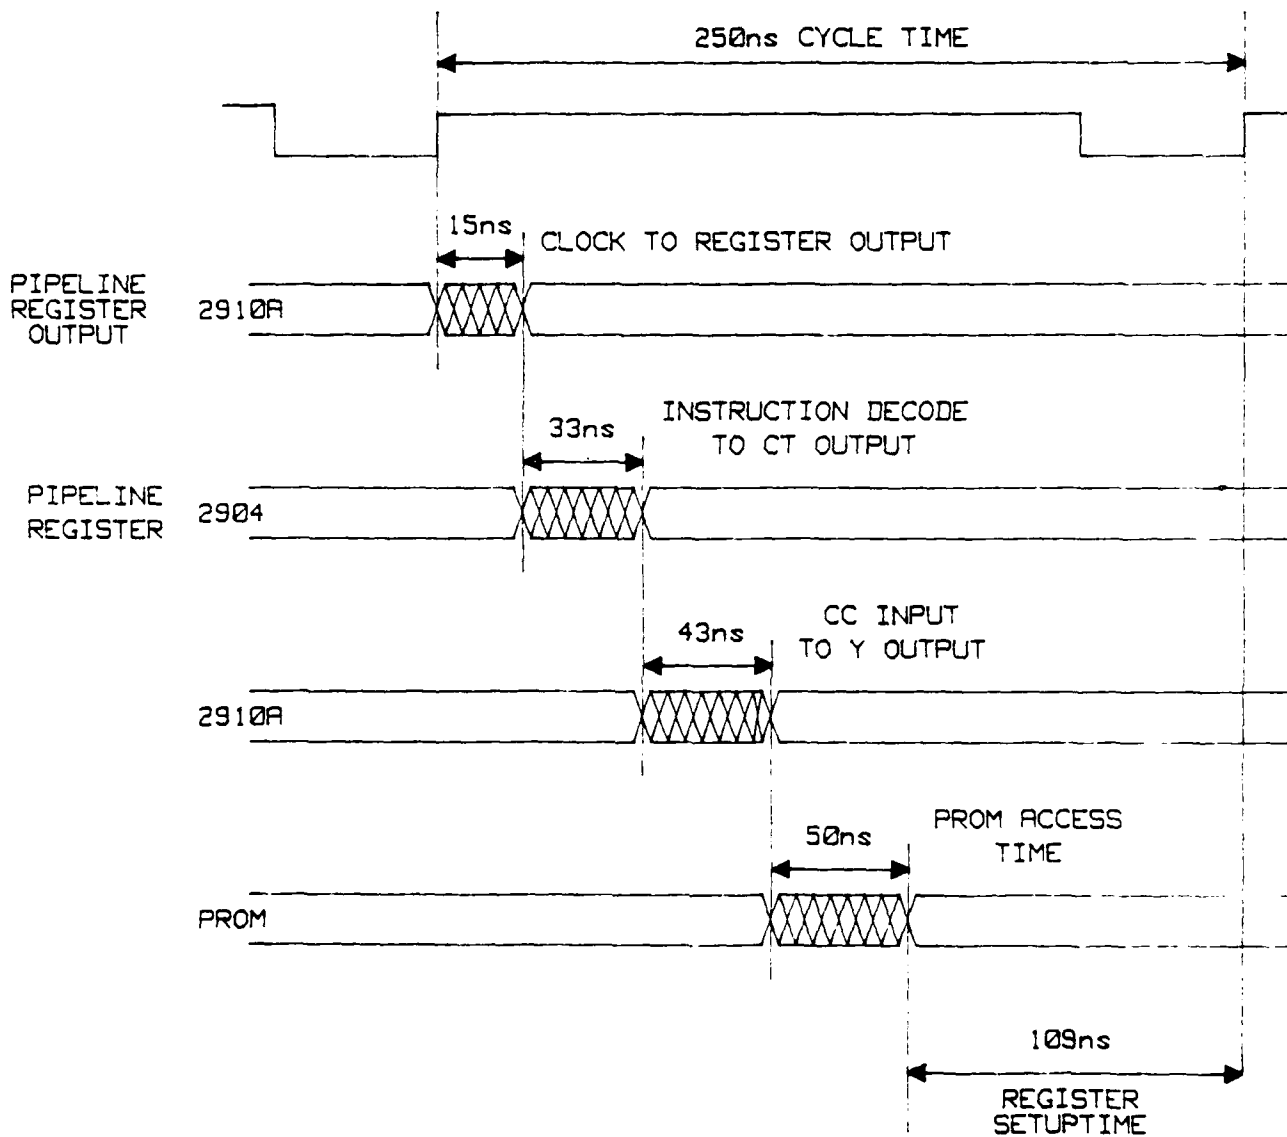 250ns CYCLE TIME
15ns
CLOCK TO REGISTER OUTPUT
PIPELINE
REGISTER
OUTPUT
2910A
33ns
INSTRUCTION DECODE
TO CT OUTPUT
PIPELINE
REGISTER
2904
43ns
CC INPUT
TO Y OUTPUT
2910A
50ns
PROM ACCESS
TIME
PROM
109ns
REGISTER
SETUPTIME